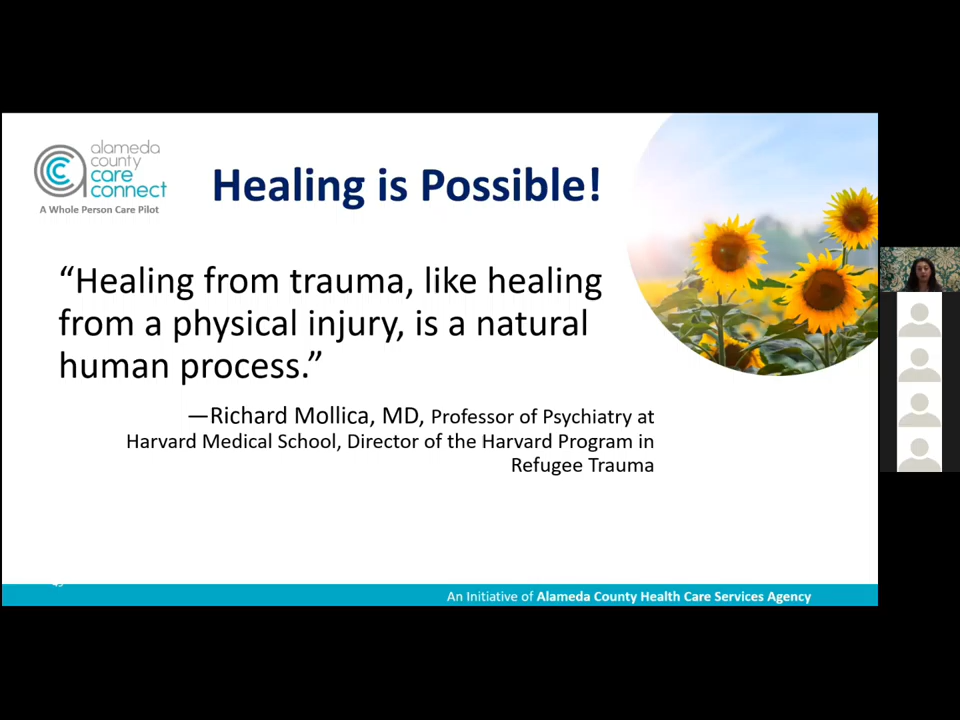 alameda
county
care
connect
A Whole Person Care Pilot
Healing is Possible!
“Healing from trauma, like healing
from a physical injury, is a natural
human process.”
—Richard Mollica, MD, Professor of Psychiatry at
Harvard Medical School, Director of the Harvard Program in
Refugee Trauma
An Initiative of Alameda County Health Care Services Agency